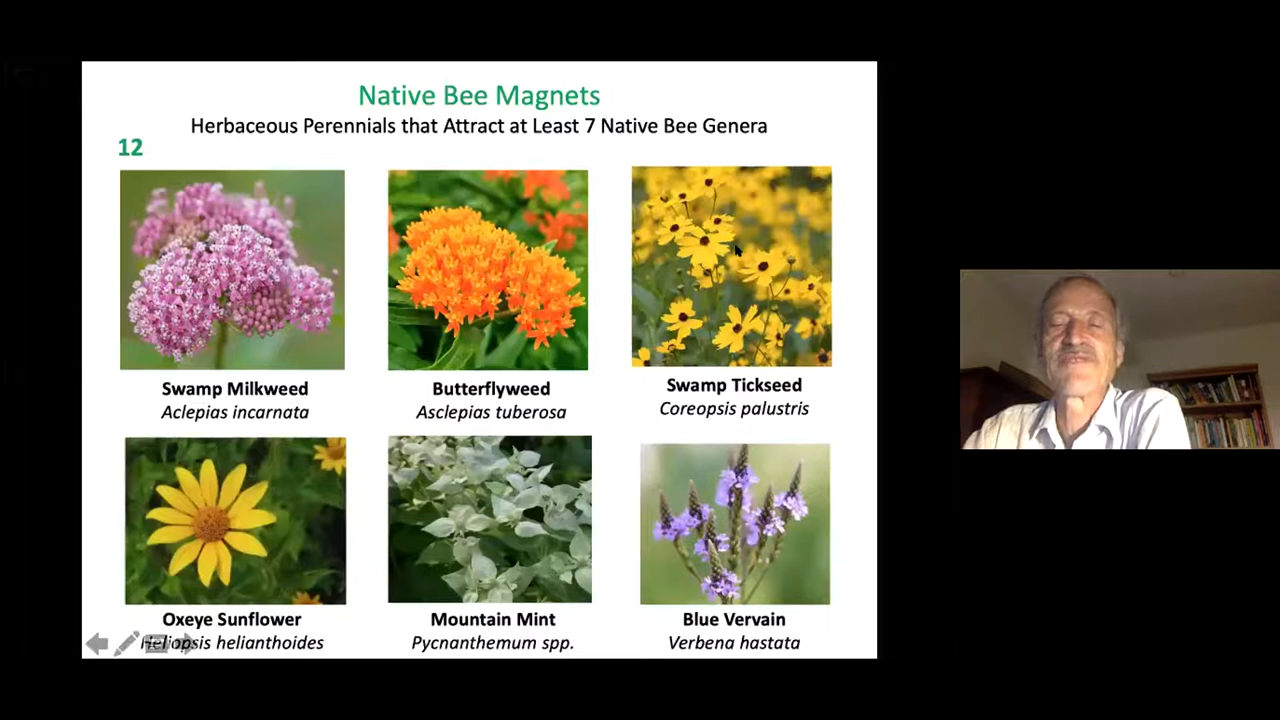 Native Bee Magnets
Herbaceous Perennials that Attract at Least 7 Native Bee Genera
12
Swamp Milkweed
Aclepias incarnata
Butterflyweed
Asclepias tuberosa
Swamp Tickseed
Coreopsis palustris
Oxeye Sunflower
Heliopsis helianthoides
Mountain Mint
Pycnanthemum spp.
Blue Vervain
Verbena hastata